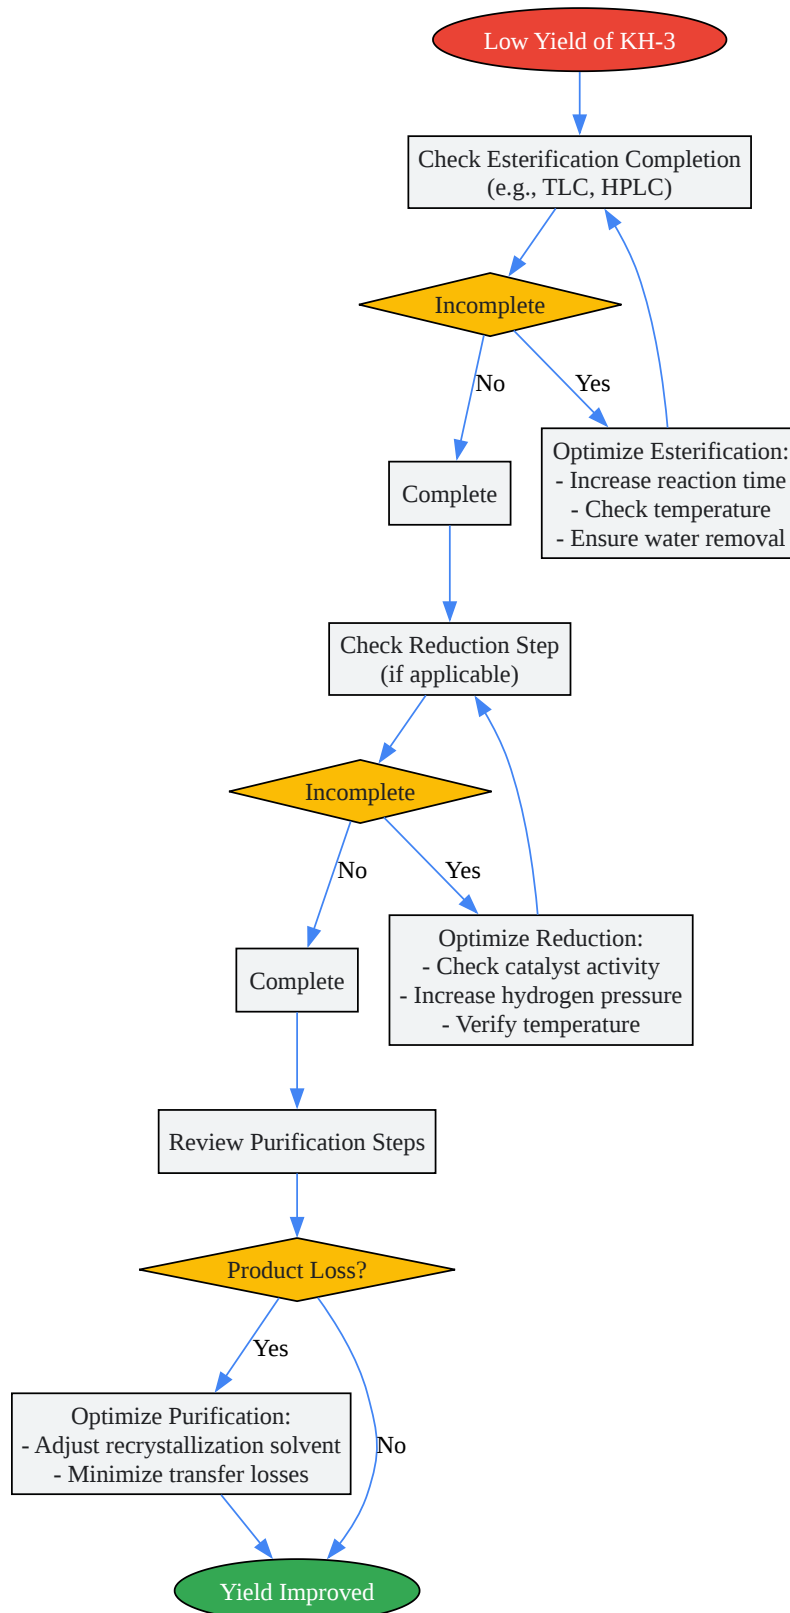 Low Yield of KH-3
Check Esterification Completion
(e.g., TLC, HPLC)
Incomplete
No
Yes
Optimize Esterification:
- Increase reaction time
- Check temperature
- Ensure water removal
Complete
Check Reduction Step
(if applicable)
Incomplete
No
Yes
Optimize Reduction:
- Check catalyst activity
- Increase hydrogen pressure
- Verify temperature
Complete
Review Purification Steps
Product Loss?
Yes
Optimize Purification:
- Adjust recrystallization solvent
- Minimize transfer losses
No
Yield Improved